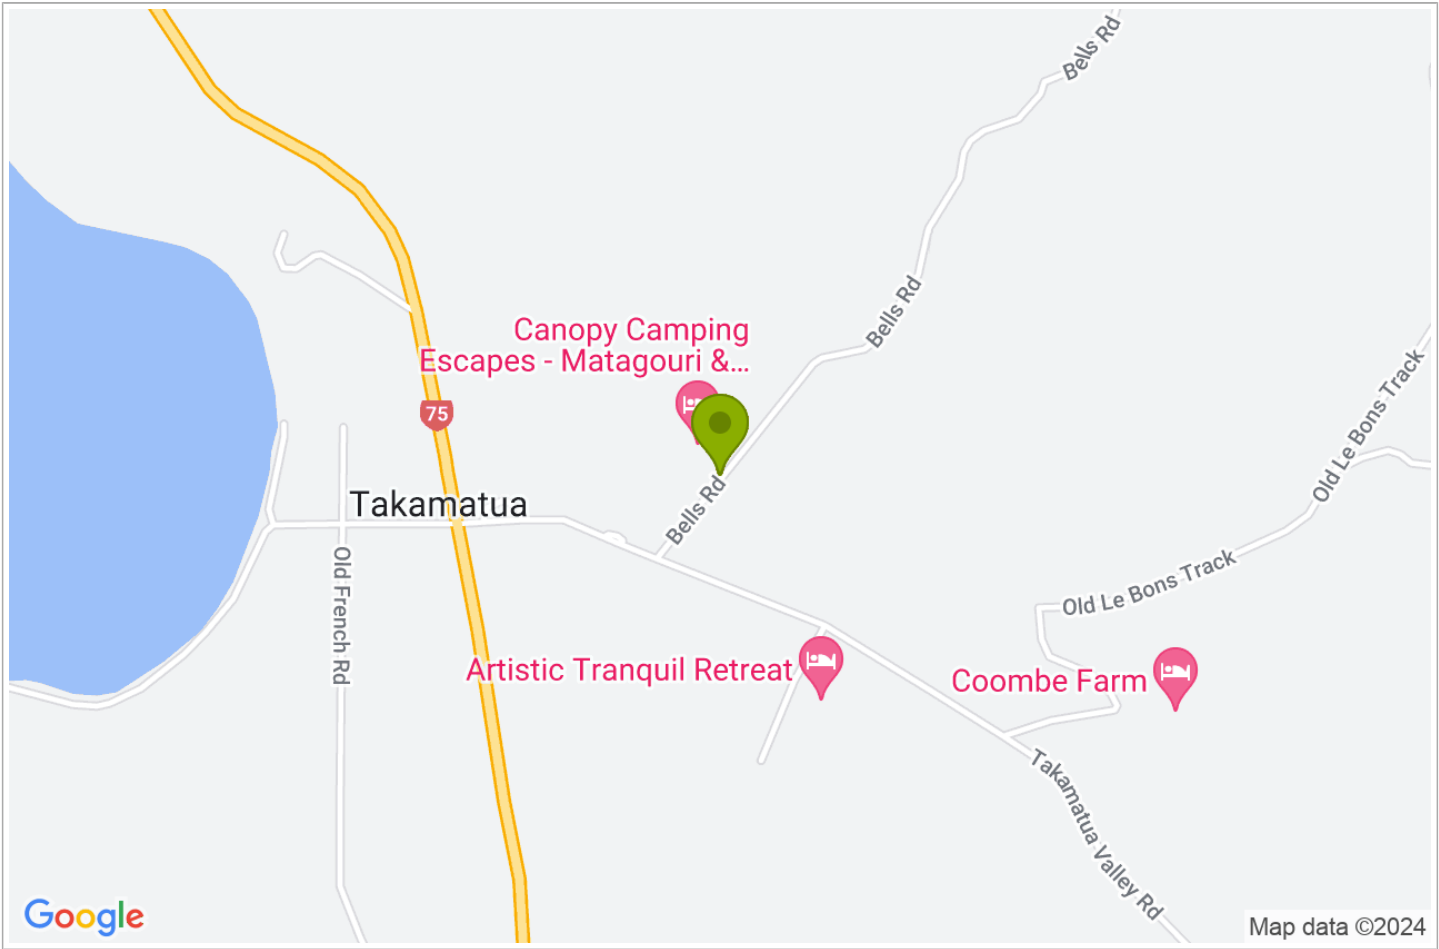 Bells Rd
Bells Rd
Canopy Camping
Escapes - Matagouri &...
75
Old Le Bons Track
Bells Rd
Takamatua
Old French Rd
Old Le Bons Track
Artistic Tranquil Retreat
Coombe Farm
Takamatua Valley Rd
Google
Map data ©2024